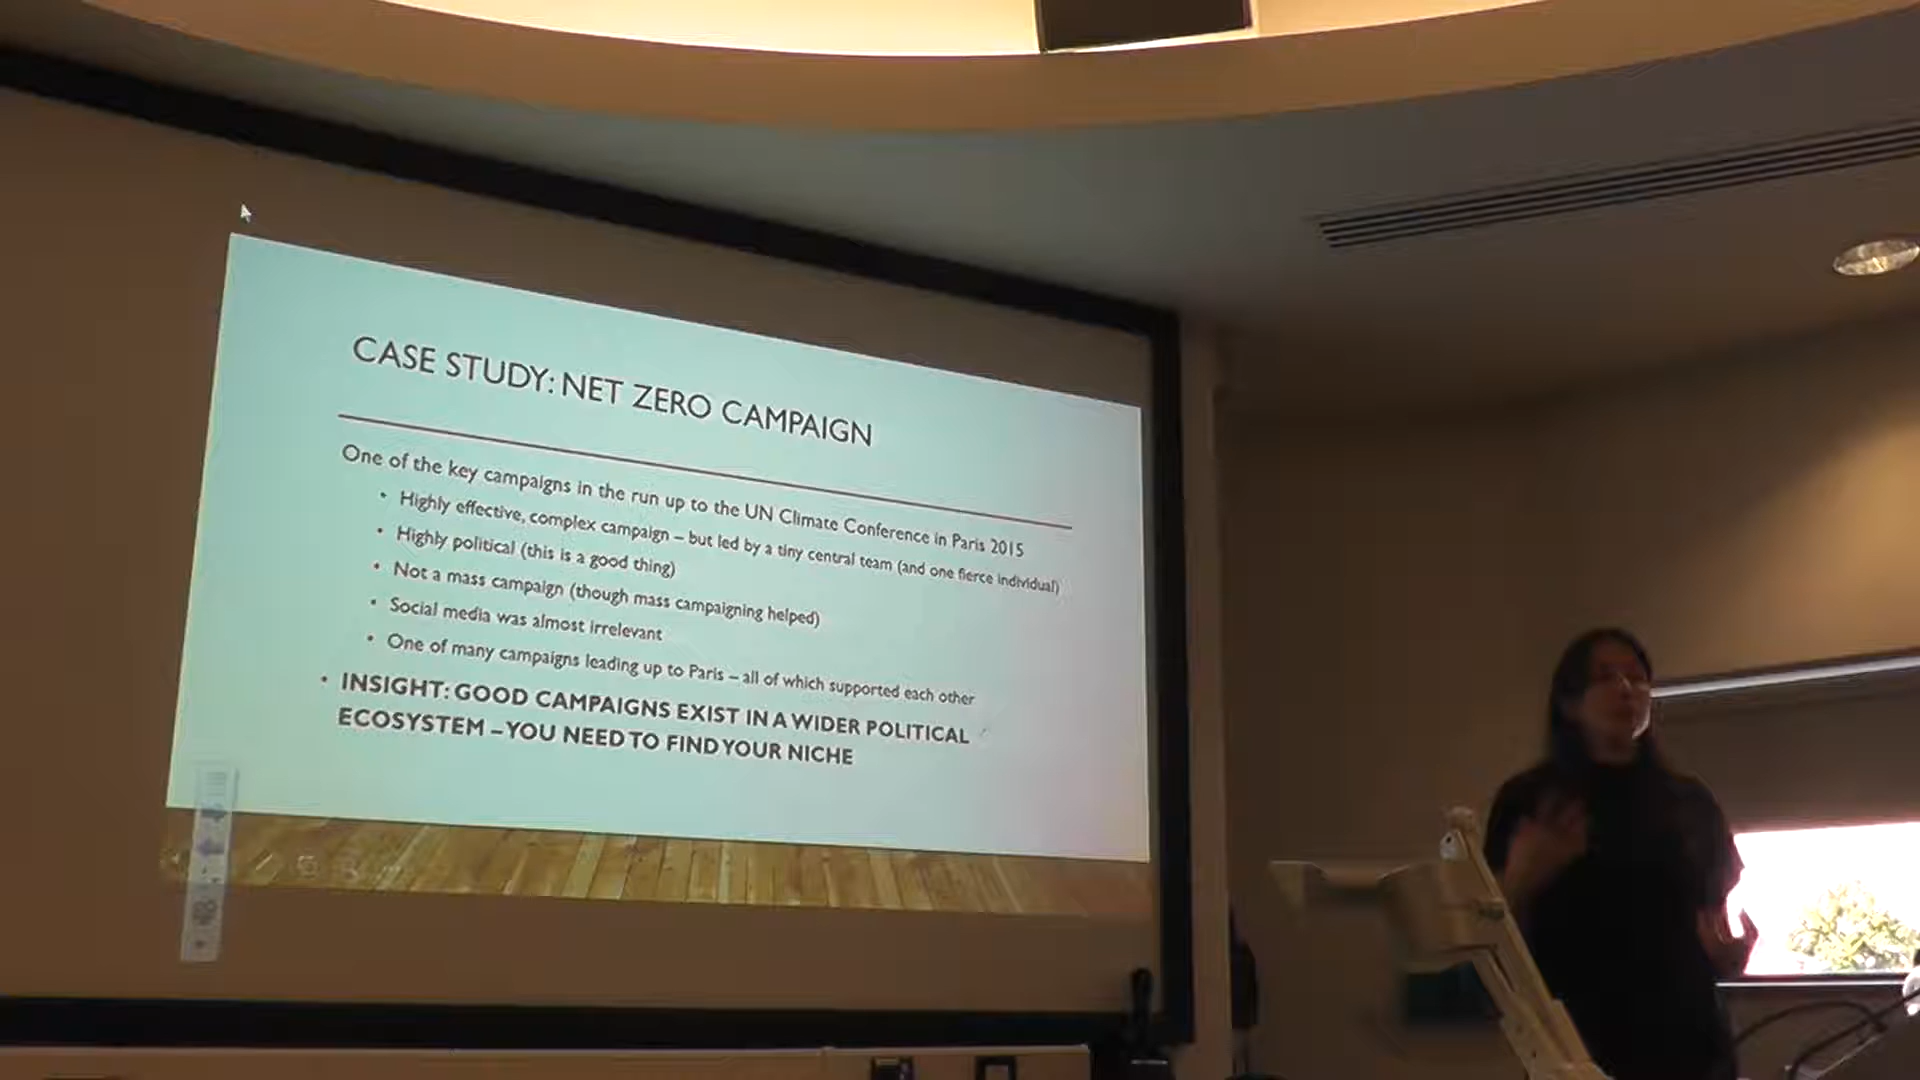 CASE STUDY: NET ZERO CAMPAIGN
One of the key campaigns in the run up to the UN Climate Conference in Paris 2015
• Highly effective, complex campaign – but led by a tiny central team (and one fierce individual)
• Highly political (this is a good thing)
• Not a mass campaign (though mass campaigning helped)
• Social media was almost irrelevant
• One of many campaigns leading up to Paris – all of which supported each other
• INSIGHT: GOOD CAMPAIGNS EXIST IN A WIDER POLITICAL
ECOSYSTEM – YOU NEED TO FIND YOUR NICHE